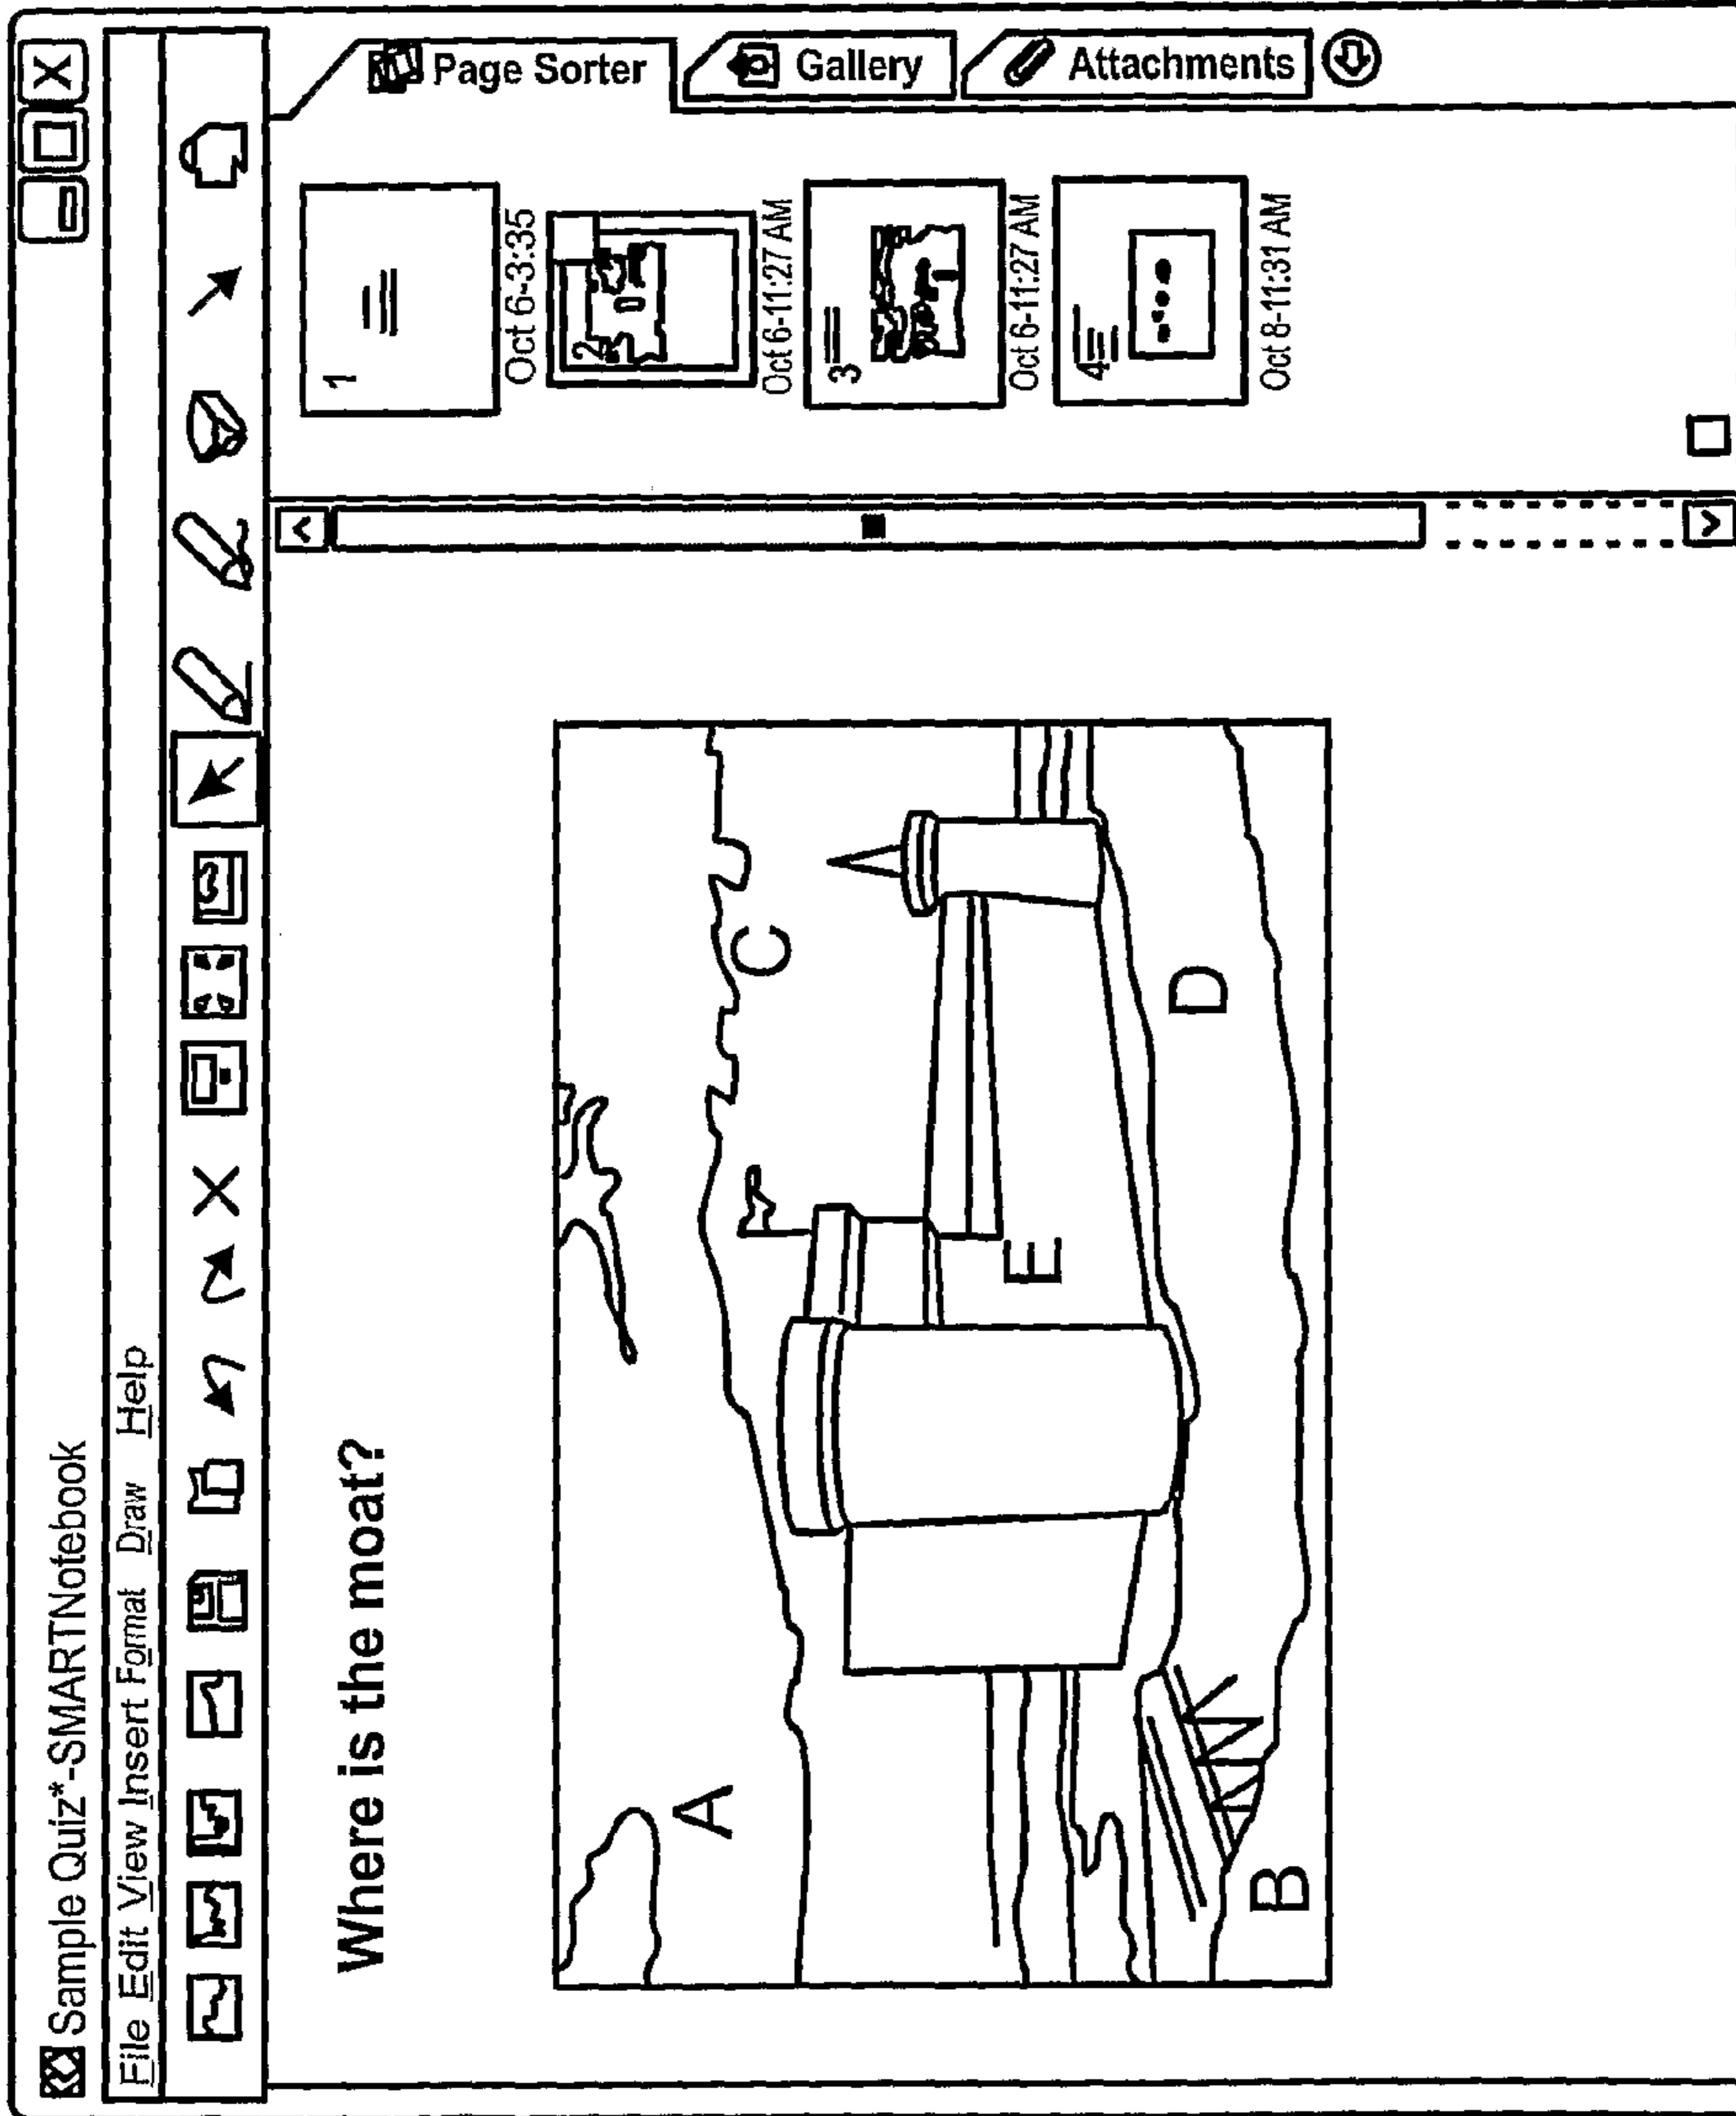 Sample Quiz*-SMARTNotebook
File Edit View Insert Format Draw Help
Where is the moat?
A
B
C
D
E
Page Sorter
Gallery
Attachments
1
Oct 6-3:35
2
Oct 6-11:27 AM
3
Oct 6-11:27 AM
4
Oct 8-11:31 AM